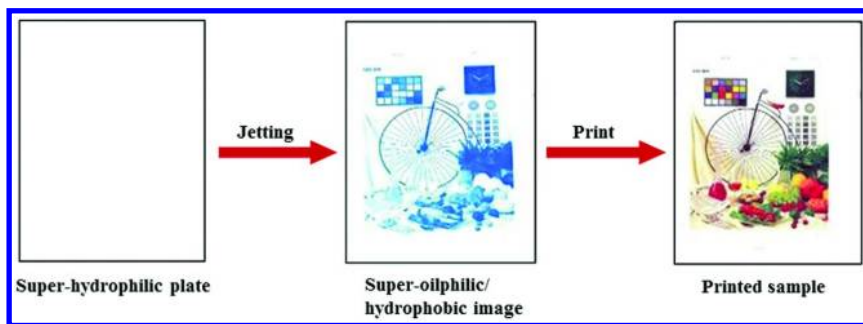 Jetting
Print
Super-hydrophilic plate
Super-oilphilic/
hydrophobic image
Printed sample